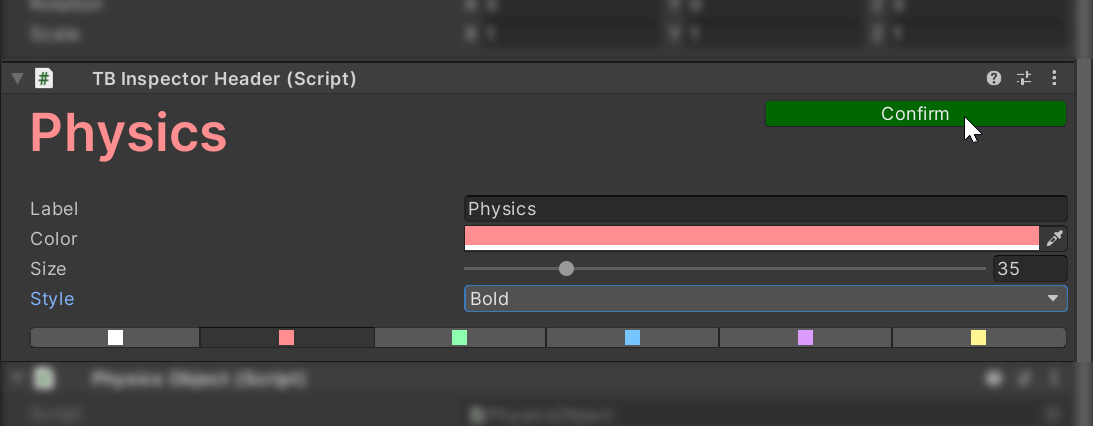 Rotation X 0 Y 0 Z 0
Scale X 1 Y 1 Z 1
# TB Inspector Header (Script)
Confirm
Physics
Label Physics
Color
Size 35
Style Bold
Physics Object (Script)
Script PhysicsObject